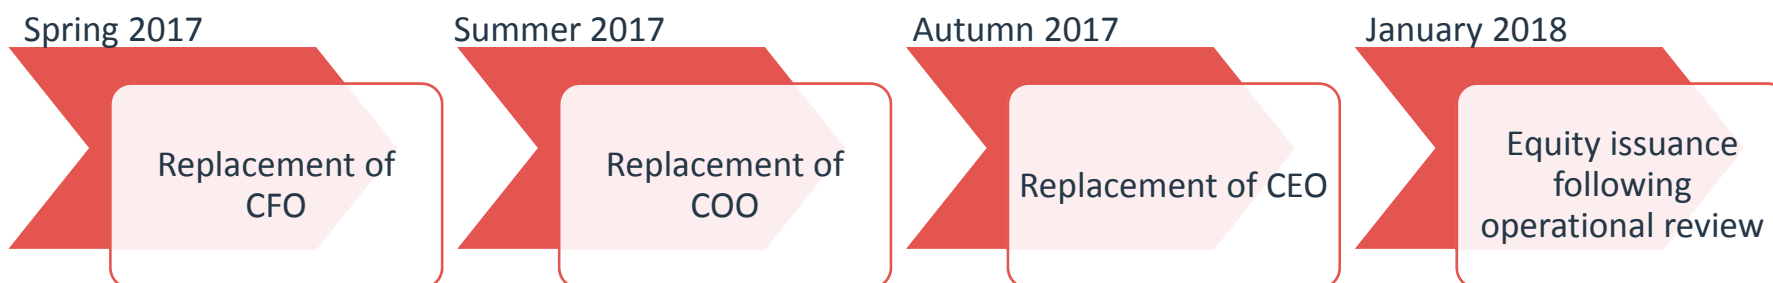 Spring 2017
Summer 2017
Autumn 2017
January 2018
Replacement of
CFO
Replacement of
COO
Replacement of CEO
Equity issuance
following
operational review